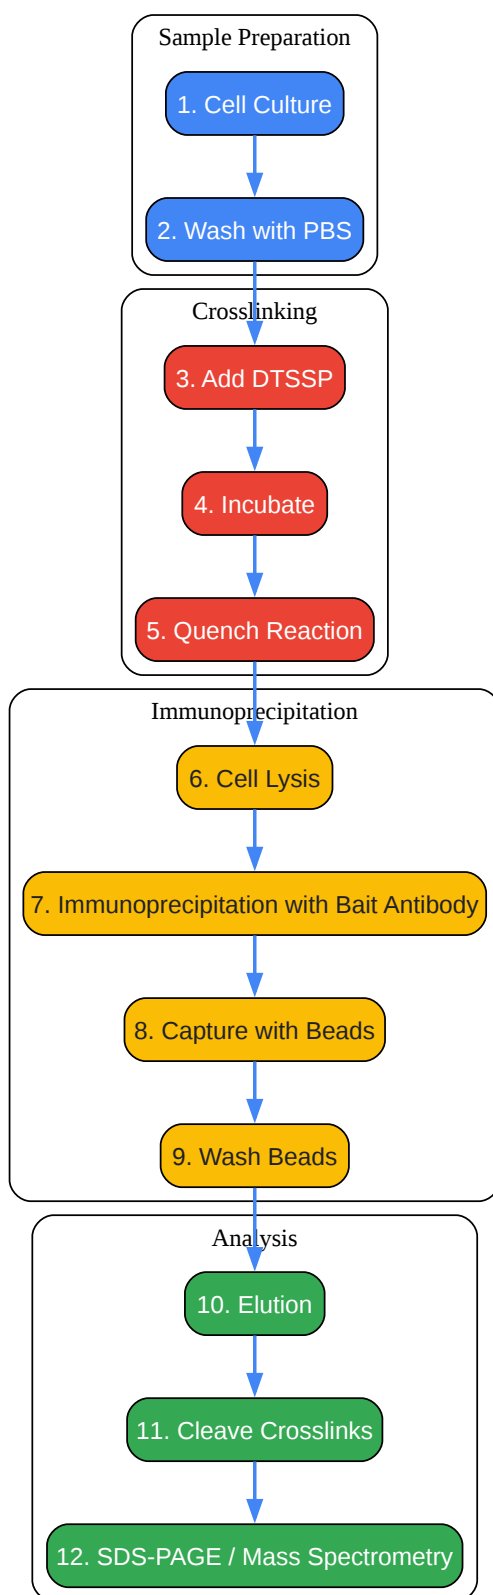 Sample Preparation
1. Cell Culture
2. Wash with PBS
Crosslinking
3. Add DTSSP
4. Incubate
5. Quench Reaction
Immunoprecipitation
6. Cell Lysis
7. Immunoprecipitation with Bait Antibody
8. Capture with Beads
9. Wash Beads
Analysis
10. Elution
11. Cleave Crosslinks
12. SDS-PAGE / Mass Spectrometry